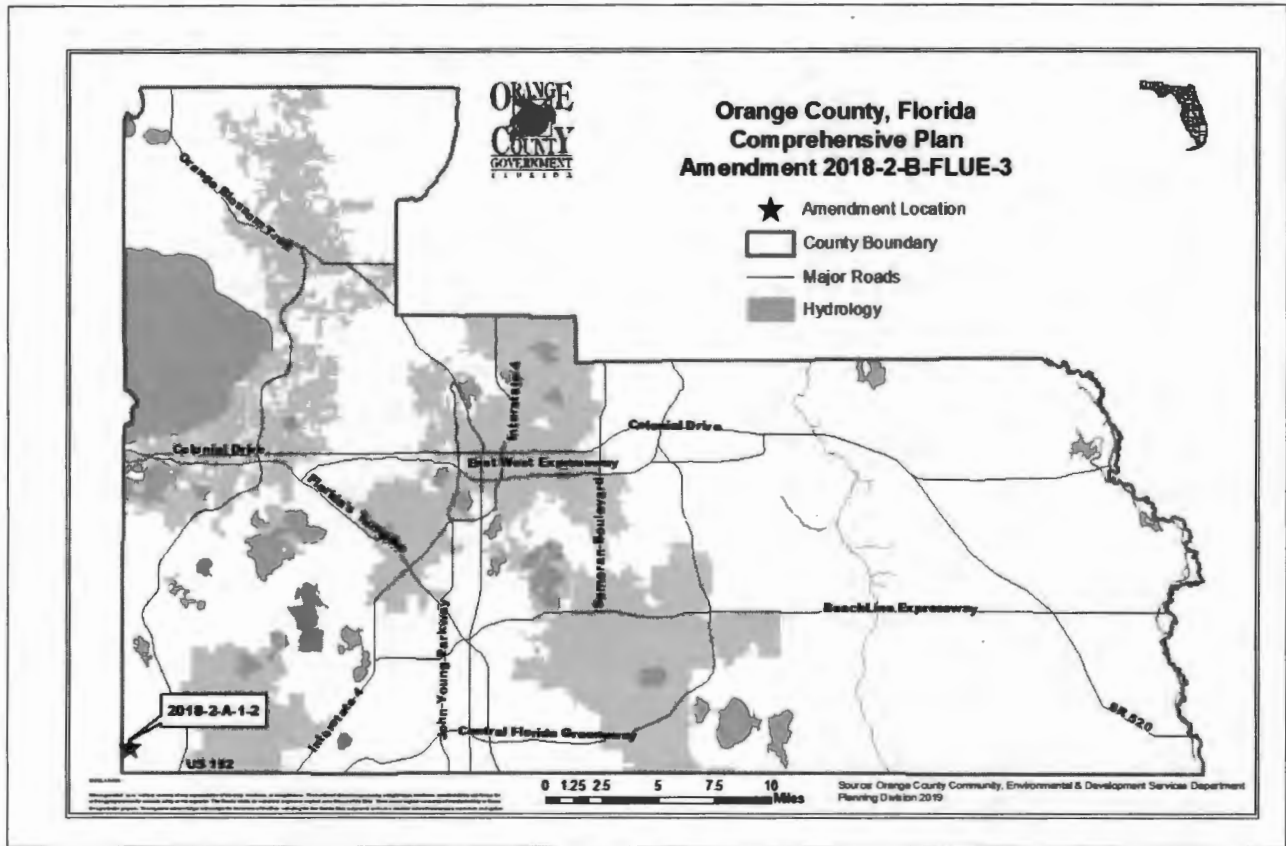 ORANGE
COUNTY
GOVERNMENT
FLORIDA
Orange County, Florida
Comprehensive Plan
Amendment 2018-2-B-FLUE-3
Amendment Location
County Boundary
Major Roads
Hydrology
Orange Blossom Trail
Interstate 4
Colonial Drive
Colonial Drive
East West Expressway
Florida's Turnpike
Semoran Boulevard
BeachLine Expressway
John Young Parkway
2018-2-A-1-2
Interstate 4
Central Florida Greenway
SR 520
US 192
0 1.25 2.5 5 7.5 10
Miles
Source: Orange County Community, Environmental & Development Services Department
Planning Division 2019